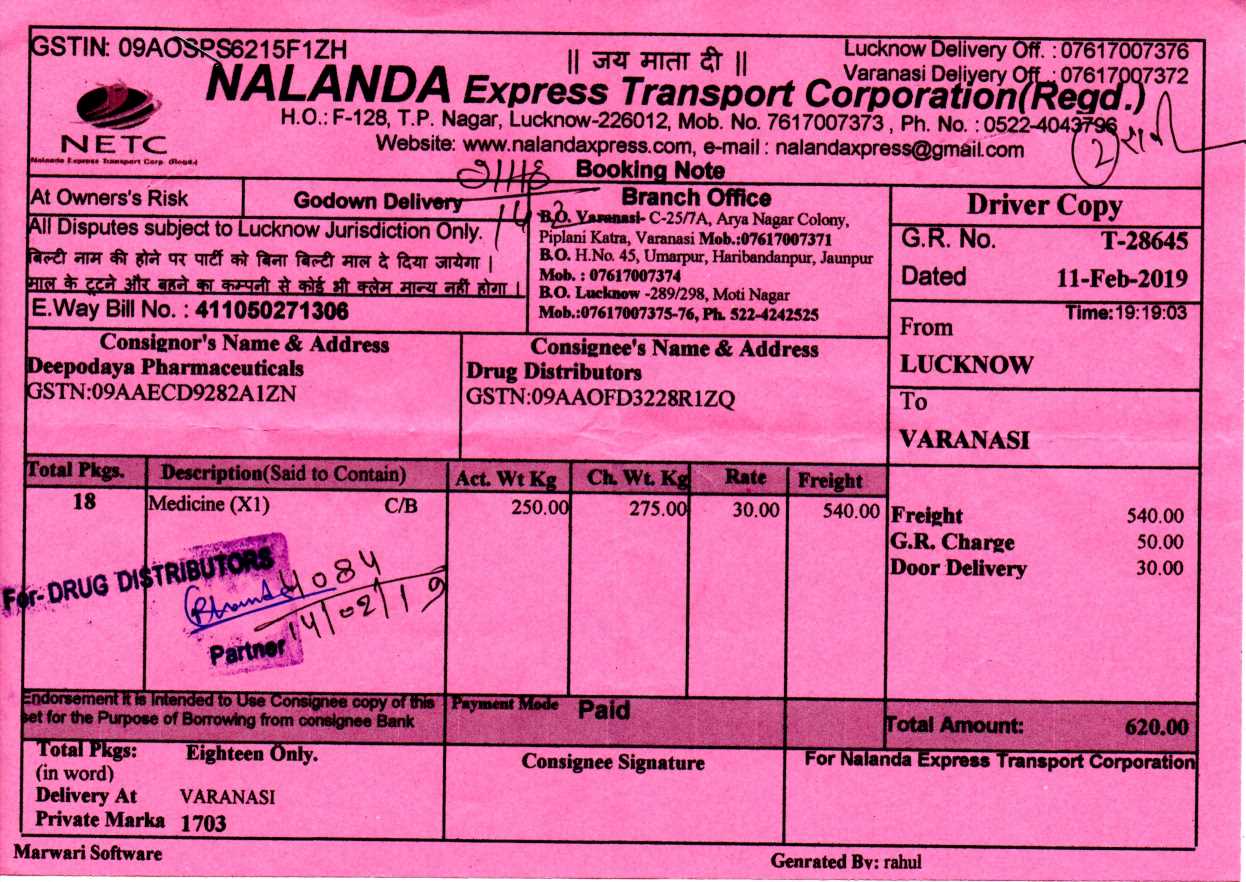 GSTIN: 09AOSPS6215F1ZH
|| जय माता दी ||
Lucknow Delivery Off. : 07617007376
Varanasi Deliyery Off. : 07617007372
NALANDA Express Transport Corporation(Regd.)
NETC
Nalanda Express Transport Corp. (Regd.)
H.O.: F-128, T.P. Nagar, Lucknow-226012, Mob. No. 7617007373 , Ph. No. : 0522-4043796
Website: www.nalandaxpress.com, e-mail : nalandaxpress@gmail.com
2
Booking Note
At Owners's Risk
Godown Delivery
All Disputes subject to Lucknow Jurisdiction Only.
बिल्टी नाम की होने पर पार्टी को बिना बिल्टी माल दे दिया जायेगा |
माल के टूटने और बहने का कम्पनी से कोई भी क्लेम मान्य नहीं होगा |
E.Way Bill No. : 411050271306
Branch Office
B.O. Varanasi- C-25/7A, Arya Nagar Colony,
Piplani Katra, Varanasi Mob.:07617007371
B.O. H.No. 45, Umarpur, Haribandanpur, Jaunpur
Mob. : 07617007374
B.O. Lucknow -289/298, Moti Nagar
Mob.:07617007375-76, Ph. 522-4242525
Driver Copy
G.R. No. T-28645
Dated 11-Feb-2019
Time:19:19:03
From
LUCKNOW
To
VARANASI
Consignor's Name & Address
Deepodaya Pharmaceuticals
GSTN:09AAECD9282A1ZN
Consignee's Name & Address
Drug Distributors
GSTN:09AAOFD3228R1ZQ
Total Pkgs. Description(Said to Contain) Act. Wt Kg Ch. Wt. Kg Rate Freight
18 Medicine (X1) C/B 250.00 275.00 30.00 540.00
Freight 540.00
G.R. Charge 50.00
Door Delivery 30.00
For- DRUG DISTRIBUTORS
4084
14/02/19
Partner
Endorsement It is Intended to Use Consignee copy of this
set for the Purpose of Borrowing from consignee Bank
Payment Mode Paid
Total Amount: 620.00
Total Pkgs: Eighteen Only.
(in word)
Delivery At VARANASI
Private Marka 1703
Consignee Signature
For Nalanda Express Transport Corporation
Marwari Software
Genrated By: rahul